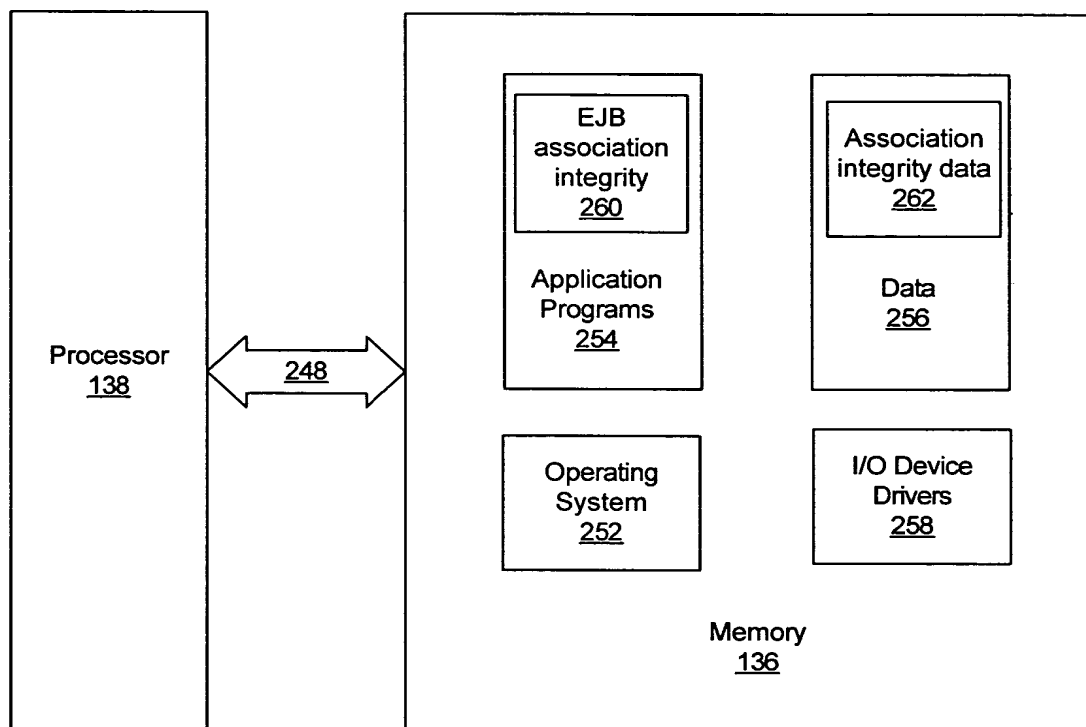 Processor
138
248
EJB
association
integrity
260
Application
Programs
254
Association
integrity data
262
Data
256
Operating
System
252
I/O Device
Drivers
258
Memory
136